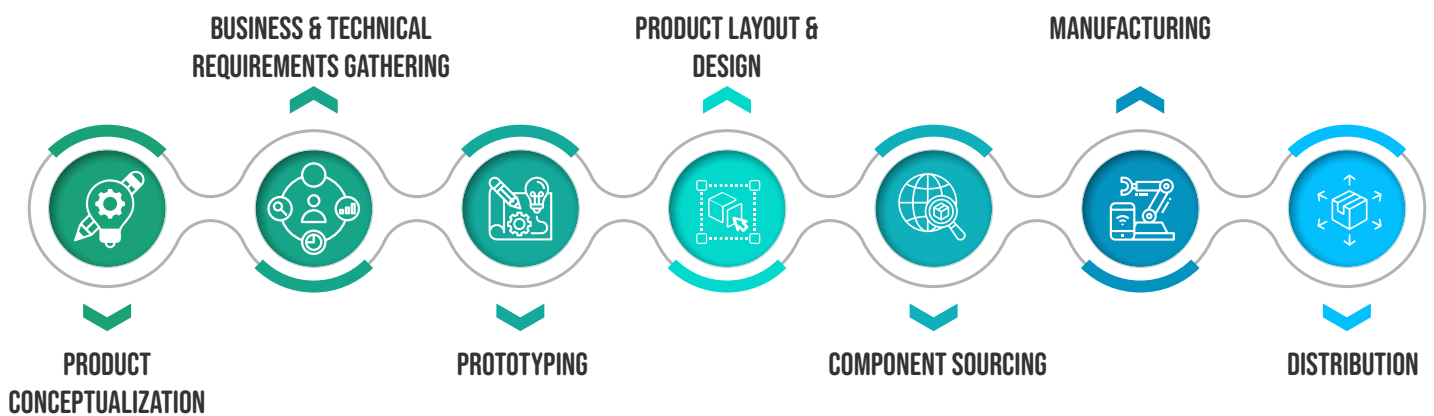 PRODUCT
CONCEPTUALIZATION
BUSINESS & TECHNICAL
REQUIREMENTS GATHERING
PROTOTYPING
PRODUCT LAYOUT &
DESIGN
COMPONENT SOURCING
MANUFACTURING
DISTRIBUTION